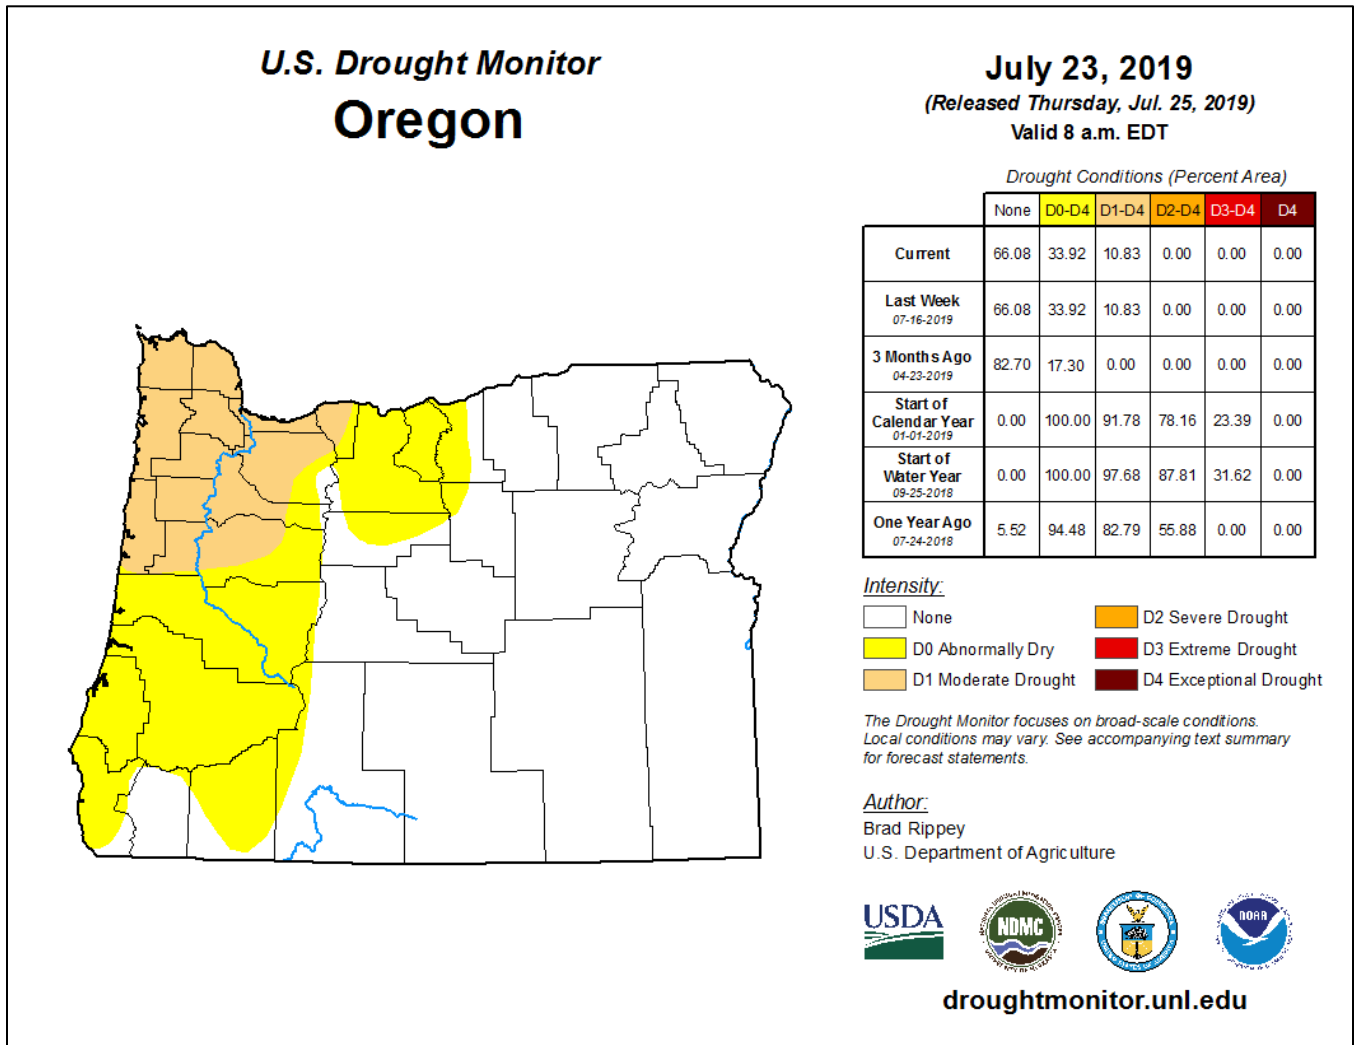 U.S. Drought Monitor
Oregon
July 23, 2019
(Released Thursday, Jul. 25, 2019)
Valid 8 a.m. EDT
Drought Conditions (Percent Area)
None D0-D4 D1-D4 D2-D4 D3-D4 D4
Current 66.08 33.92 10.83 0.00 0.00 0.00
Last Week
07-16-2019 66.08 33.92 10.83 0.00 0.00 0.00
3 Months Ago
04-23-2019 82.70 17.30 0.00 0.00 0.00 0.00
Start of
Calendar Year
01-01-2019 0.00 100.00 91.78 78.16 23.39 0.00
Start of
Water Year
09-25-2018 0.00 100.00 97.68 87.81 31.62 0.00
One Year Ago
07-24-2018 5.52 94.48 82.79 55.88 0.00 0.00
Intensity:
None
D0 Abnormally Dry
D1 Moderate Drought
D2 Severe Drought
D3 Extreme Drought
D4 Exceptional Drought
The Drought Monitor focuses on broad-scale conditions.
Local conditions may vary. See accompanying text summary
for forecast statements.
Author:
Brad Rippey
U.S. Department of Agriculture
USDA
NDMC
NOAA
droughtmonitor.unl.edu